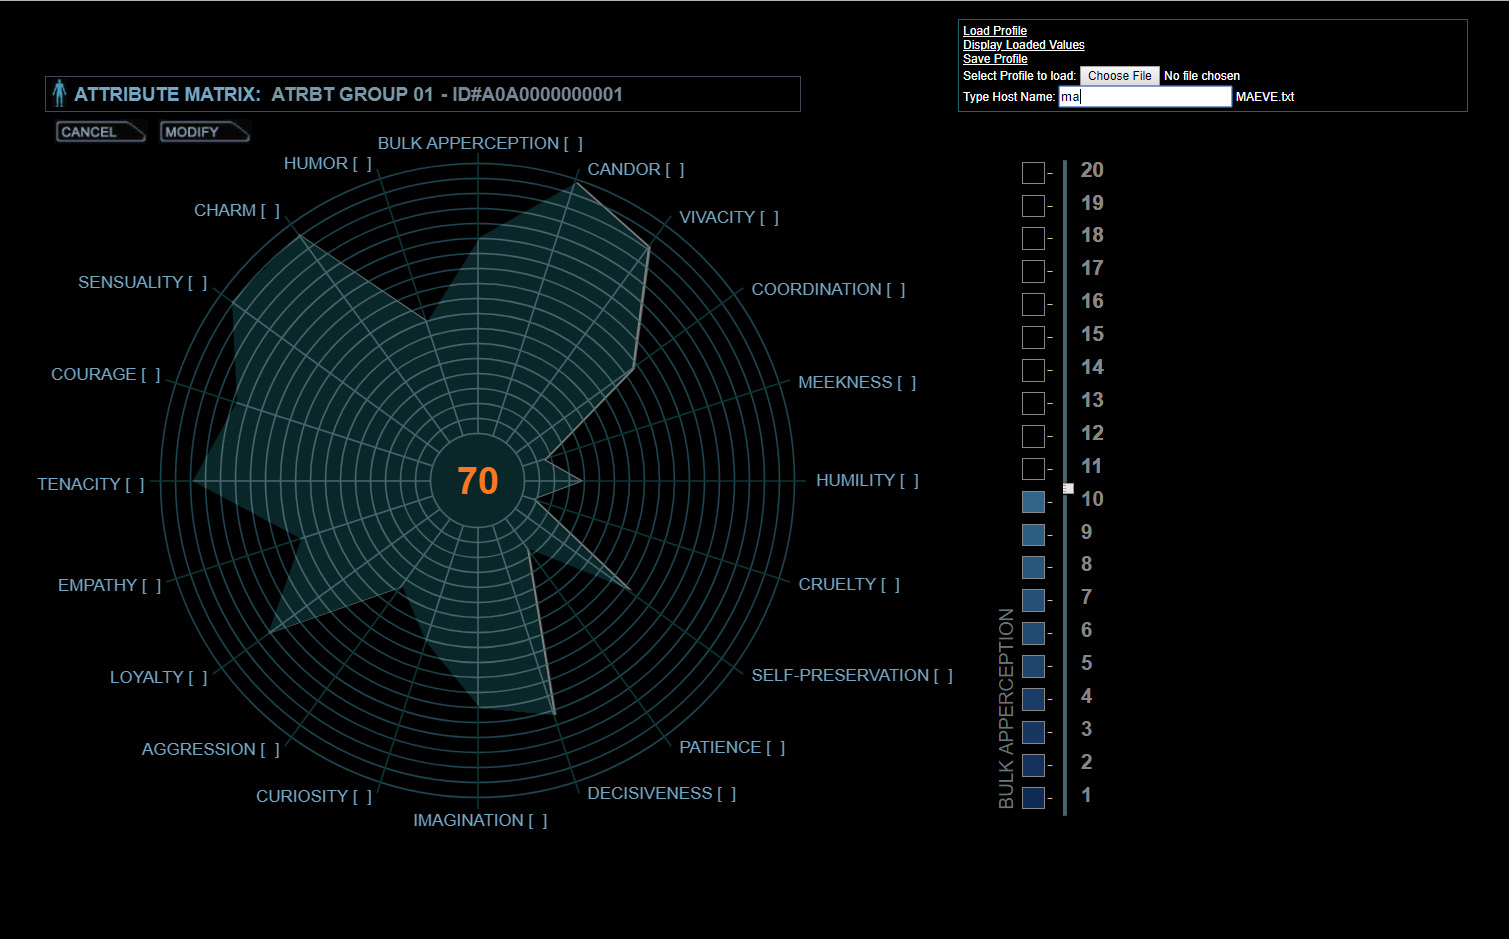 Load Profile
Display Loaded Values
Save Profile
Select Profile to load: Choose File No file chosen
Type Host Name: ma MAEVE.txt
ATTRIBUTE MATRIX: ATRBT GROUP 01 - ID#A0A0000000001
CANCEL MODIFY
BULK APPERCEPTION [ ]
HUMOR [ ]
CANDOR [ ]
CHARM [ ]
VIVACITY [ ]
SENSUALITY [ ]
COORDINATION [ ]
COURAGE [ ]
MEEKNESS [ ]
70
TENACITY [ ]
HUMILITY [ ]
EMPATHY [ ]
CRUELTY [ ]
LOYALTY [ ]
SELF-PRESERVATION [ ]
AGGRESSION [ ]
PATIENCE [ ]
CURIOSITY [ ]
DECISIVENESS [ ]
IMAGINATION [ ]
BULK APPERCEPTION
- 20
- 19
- 18
- 17
- 16
- 15
- 14
- 13
- 12
- 11
- 10
- 9
- 8
- 7
- 6
- 5
- 4
- 3
- 2
- 1